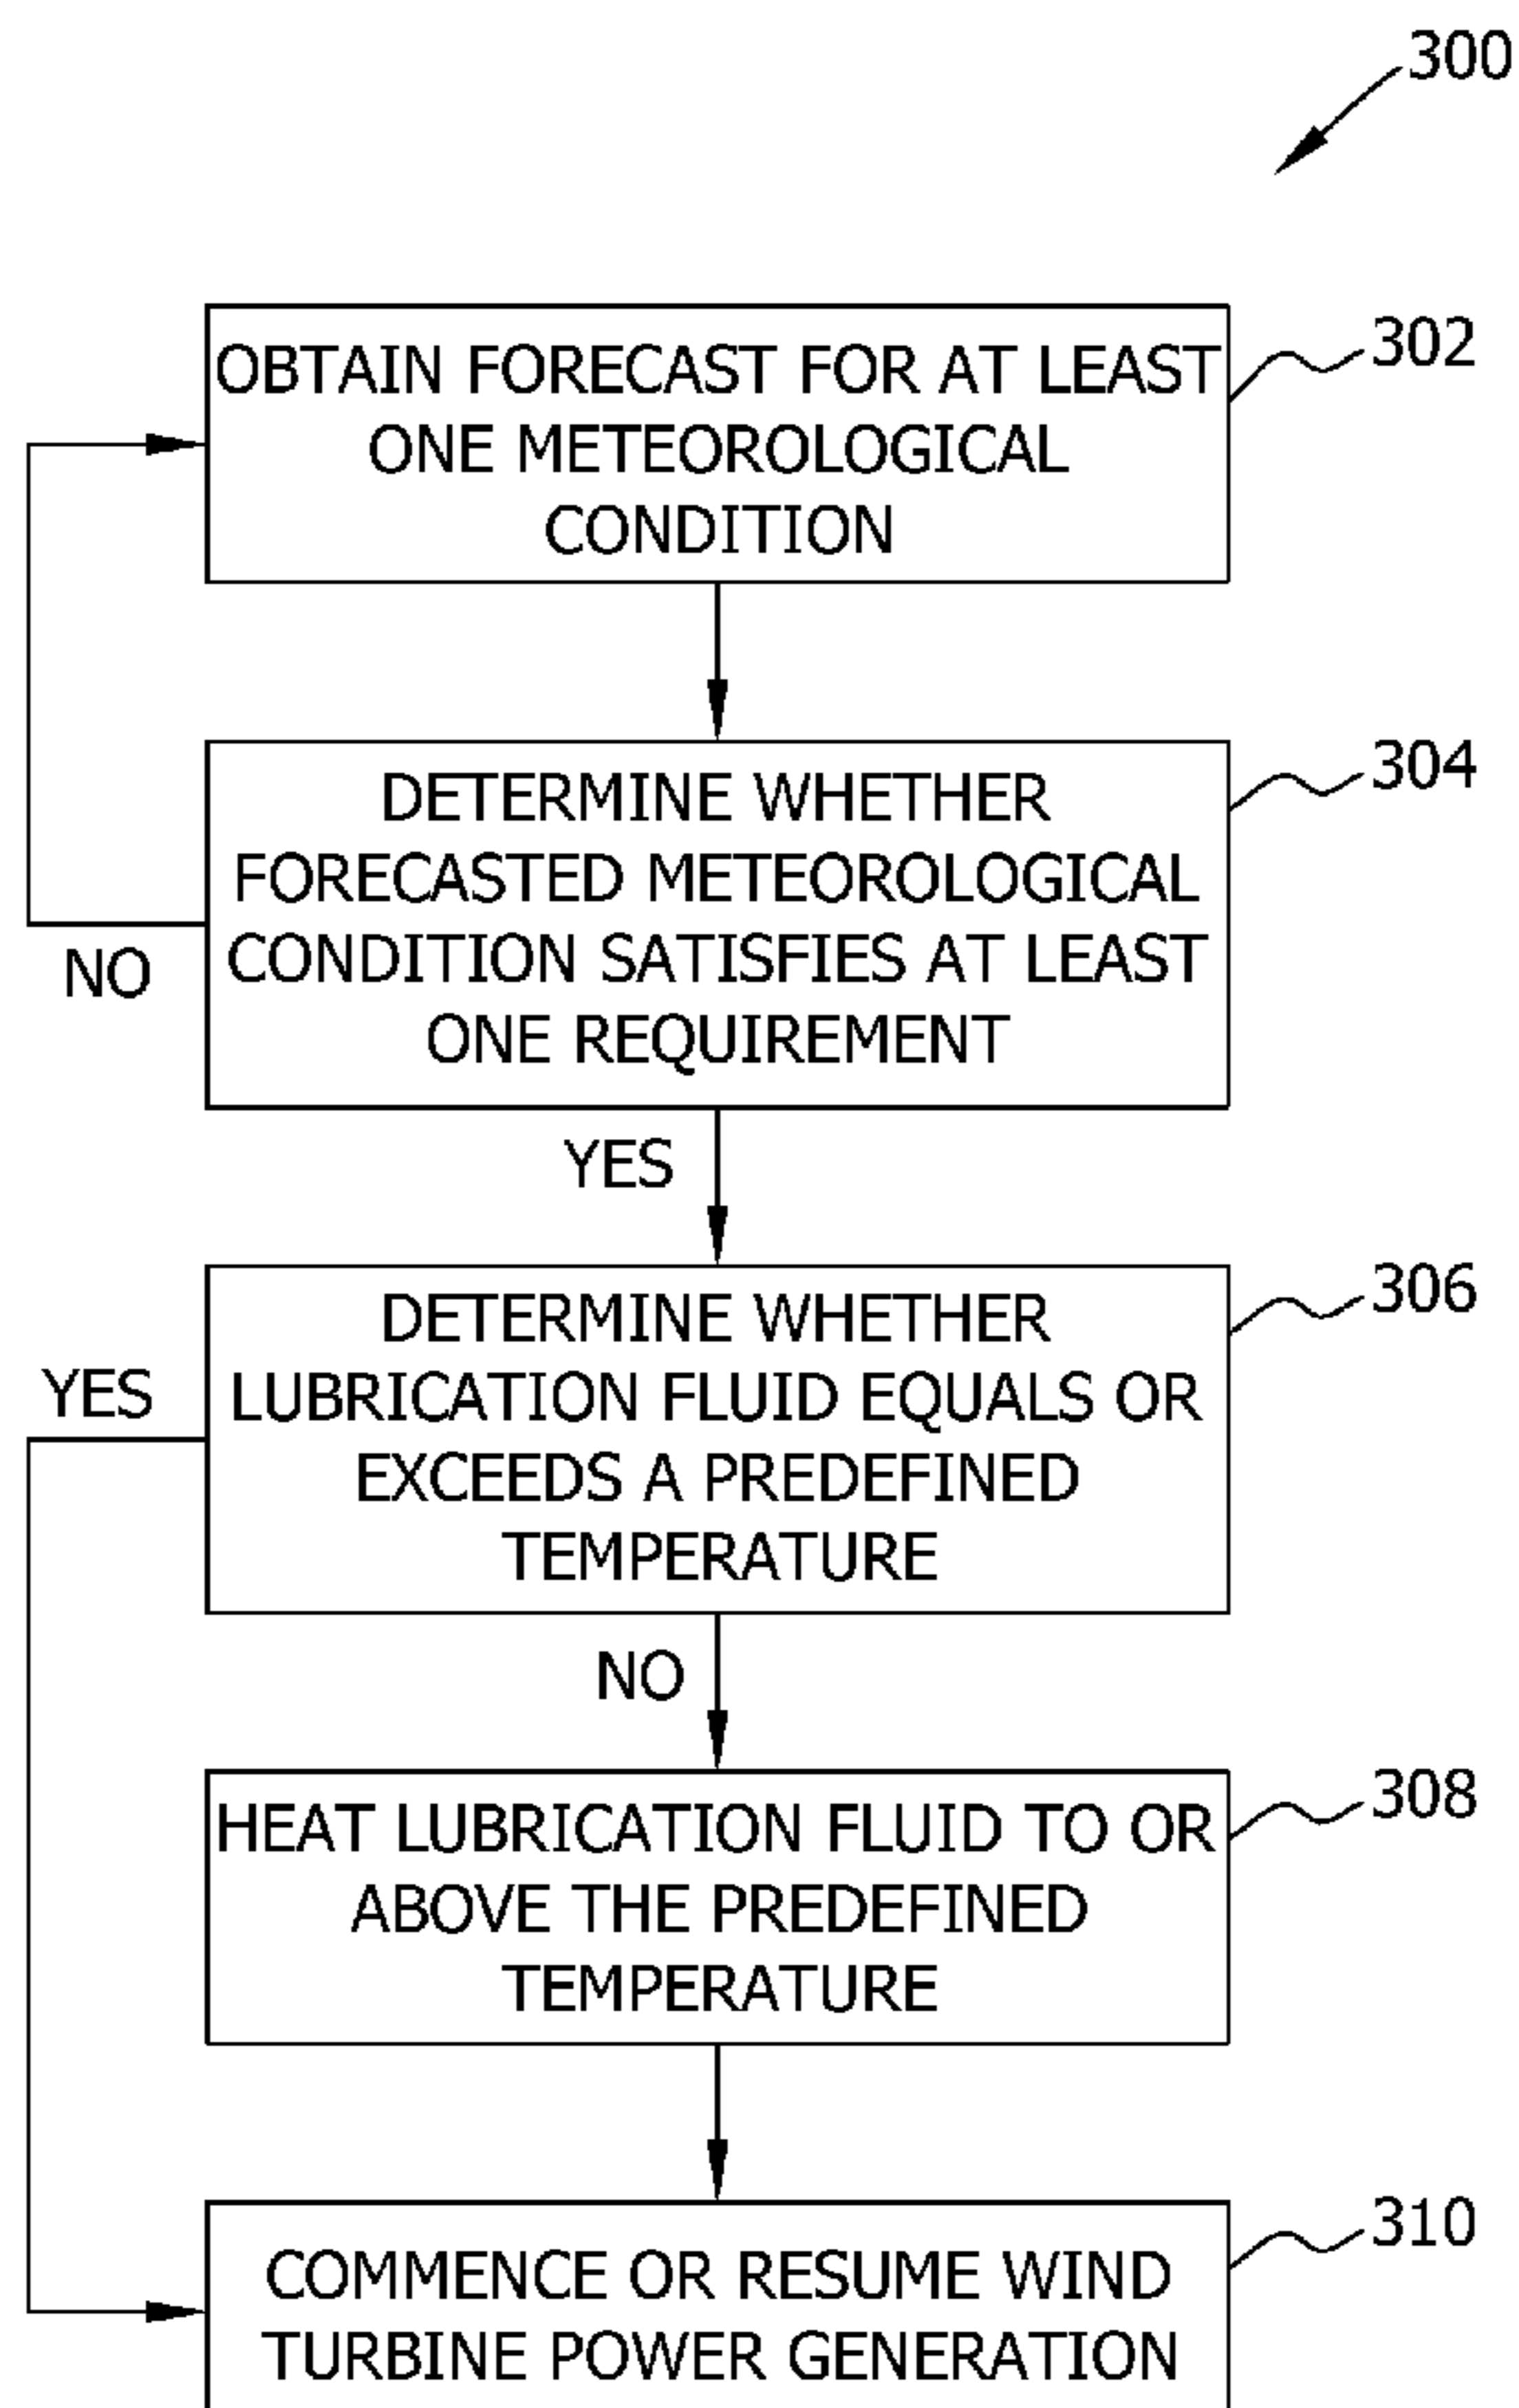 300
OBTAIN FORECAST FOR AT LEAST
ONE METEOROLOGICAL
CONDITION
302
DETERMINE WHETHER
FORECASTED METEOROLOGICAL
CONDITION SATISFIES AT LEAST
ONE REQUIREMENT
304
NO
YES
DETERMINE WHETHER
LUBRICATION FLUID EQUALS OR
EXCEEDS A PREDEFINED
TEMPERATURE
306
YES
NO
HEAT LUBRICATION FLUID TO OR
ABOVE THE PREDEFINED
TEMPERATURE
308
COMMENCE OR RESUME WIND
TURBINE POWER GENERATION
310